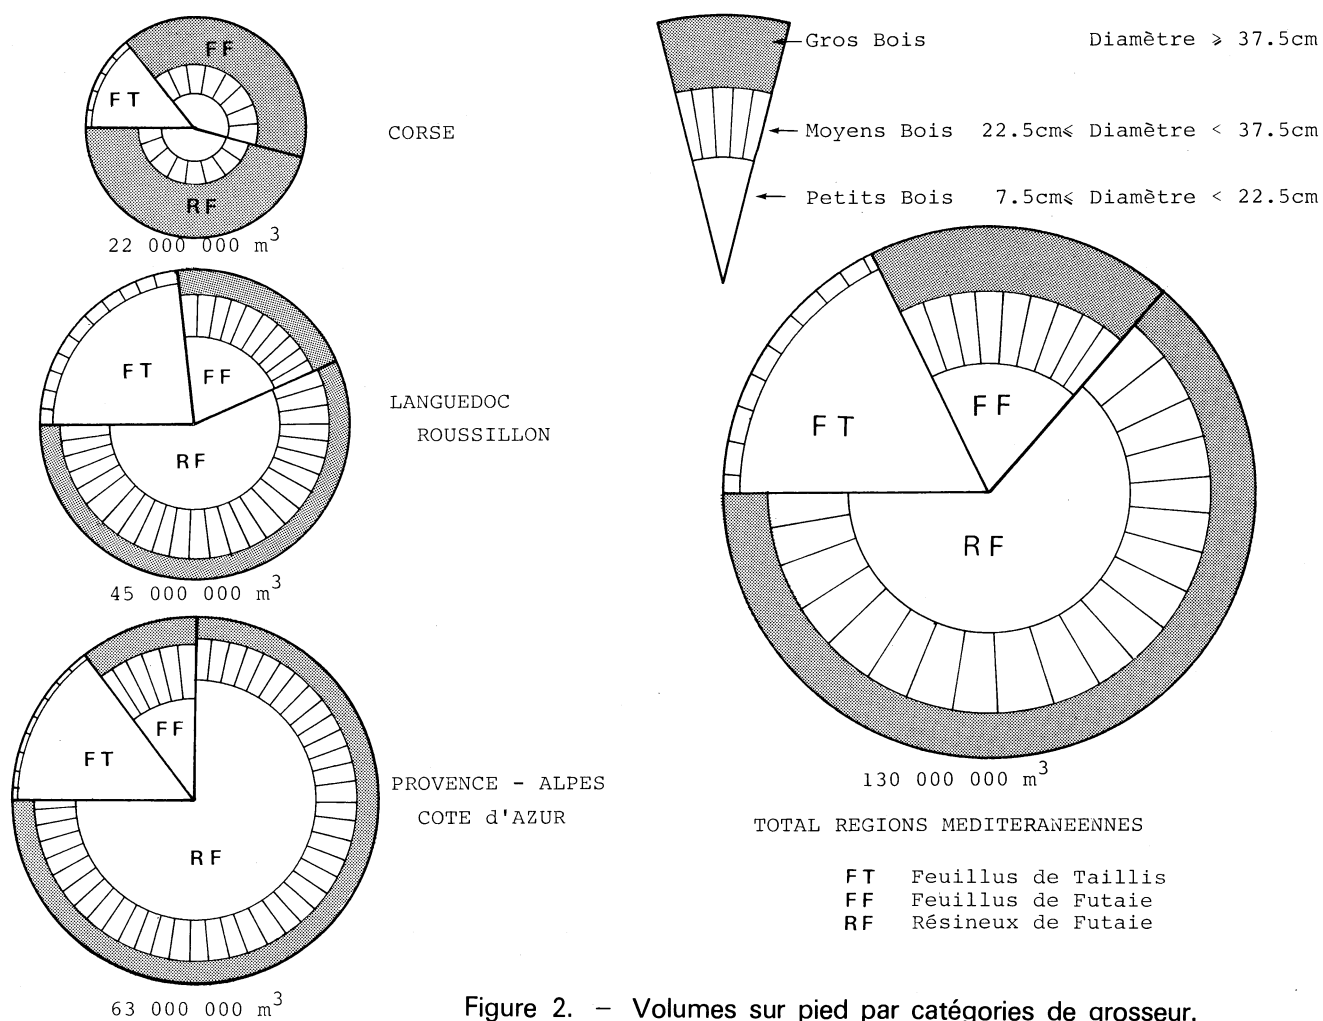 FF
FT
RF
CORSE
22 000 000 m³
FT
FF
RF
LANGUEDOC
ROUSSILLON
45 000 000 m³
FF
FT
RF
PROVENCE - ALPES
COTE d'AZUR
63 000 000 m³
Gros Bois Diamètre ⩾ 37.5cm
Moyens Bois 22.5cm⩽ Diamètre < 37.5cm
Petits Bois 7.5cm⩽ Diamètre < 22.5cm
FF
FT
RF
130 000 000 m³
TOTAL REGIONS MEDITERANEENNES
FT Feuillus de Taillis
FF Feuillus de Futaie
RF Résineux de Futaie
Figure 2. – Volumes sur pied par catégories de grosseur.